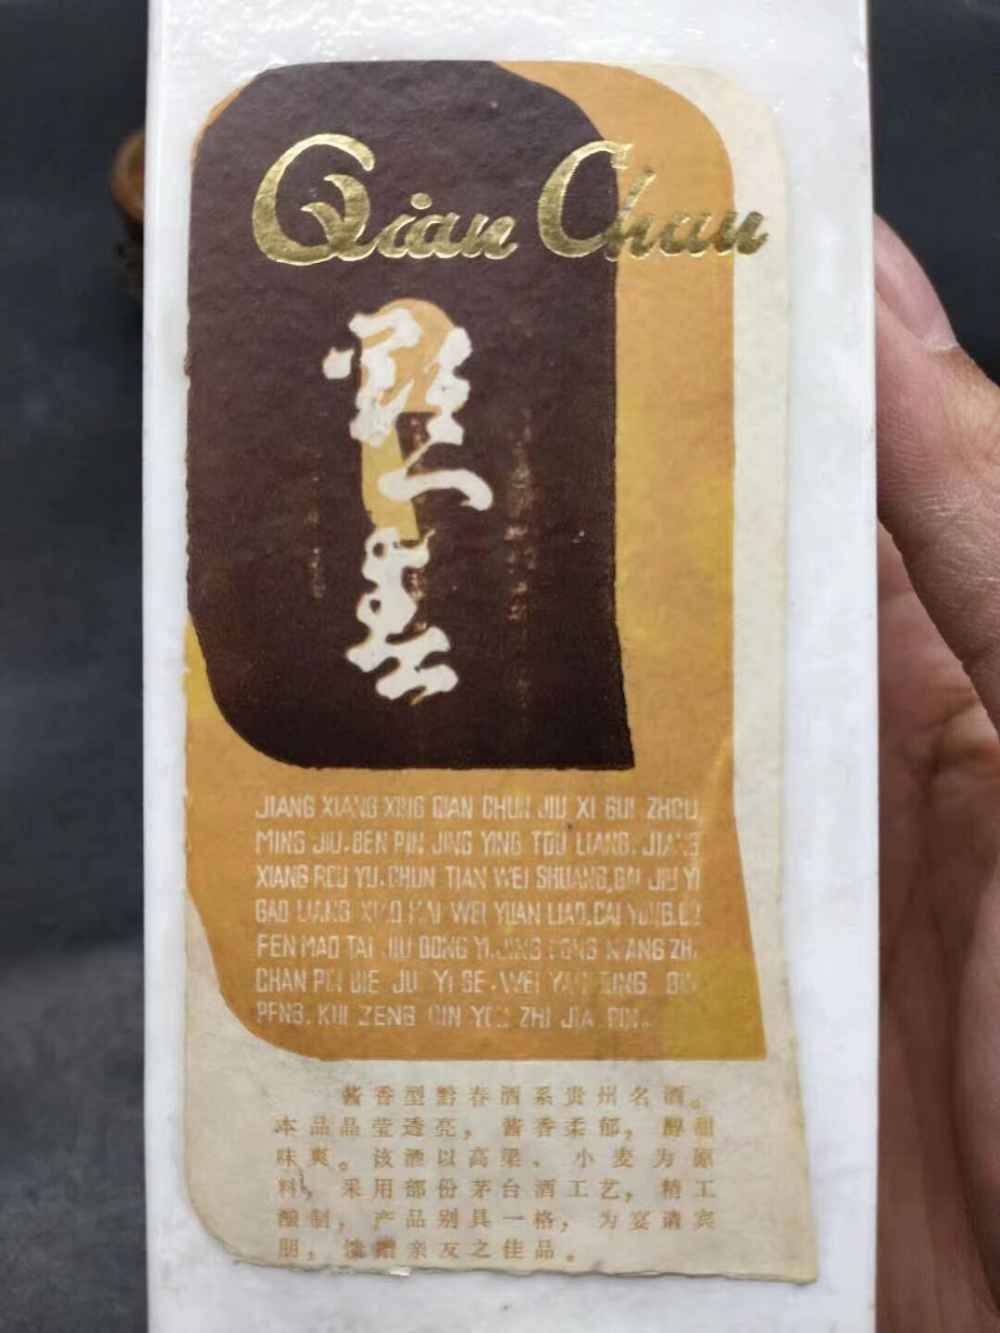 Qian Chun
黔春
JIANG XIANG XING QIAN CHUN JIU XI GUI ZHOU
MING JIU.BEN PIN JING YING TOU LIANG. JIANG
XIANG ROU YU.CHUN TIAN WEI SHUANG,GAI JIU YI
GAO LIANG XIAO MAI WEI YUAN LIAO.CAI YONG.BU
FEN MAO TAI JIU GONG YI.JING GONG NIANG ZHI
CHAN PIN BIE JU YI GE.WEI YAN QING BIN
PENG. KUI ZENG QIN YOU ZHI JIA PIN.
酱香型黔春酒系贵州名酒。
本品晶莹透亮，酱香柔郁，醇甜
味爽。该酒以高梁、小麦为原
料，采用部份茅台酒工艺，精工
酿制，产品别具一格，为宴请宾
朋，馈赠亲友之佳品。